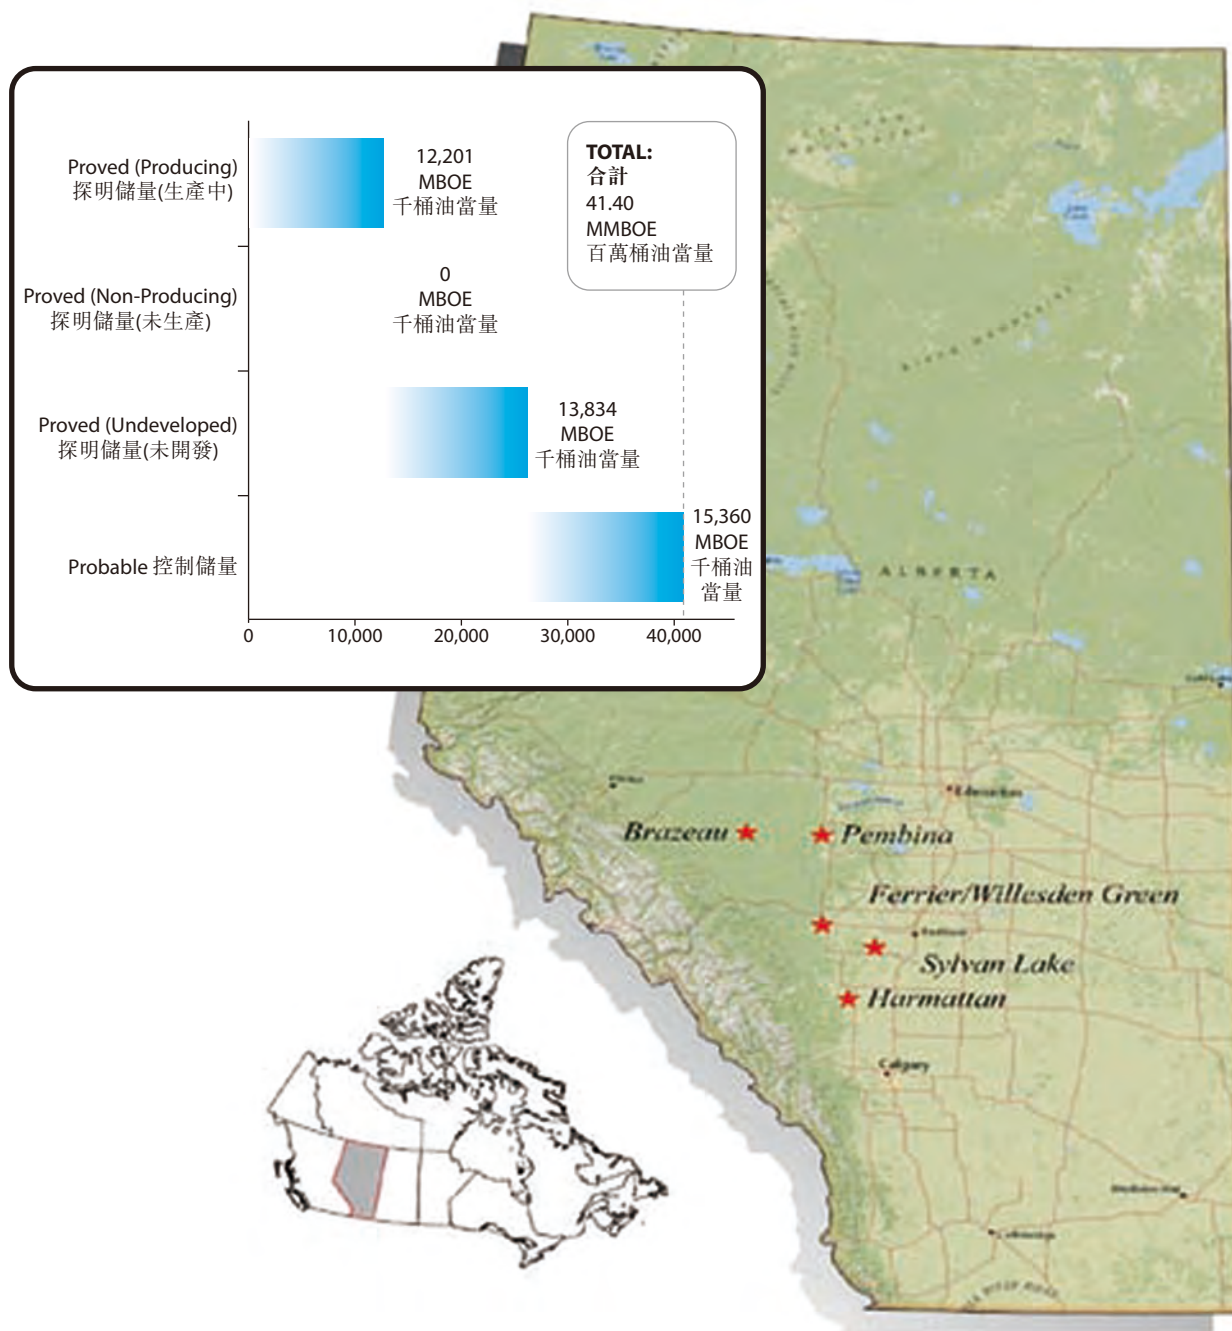 Proved (Producing)
探明儲量(生產中)
12,201
MBOE
千桶油當量
TOTAL:
合計
41.40
MMBOE
百萬桶油當量
Proved (Non-Producing)
探明儲量(未生產)
0
MBOE
千桶油當量
Proved (Undeveloped)
探明儲量(未開發)
13,834
MBOE
千桶油當量
Probable 控制儲量
15,360
MBOE
千桶油
當量
0
10,000
20,000
30,000
40,000
ALBERTA
Edmonton
Brazeau
Pembina
Ferrier/Willesden Green
Sylvan Lake
Harmattan
Calgary